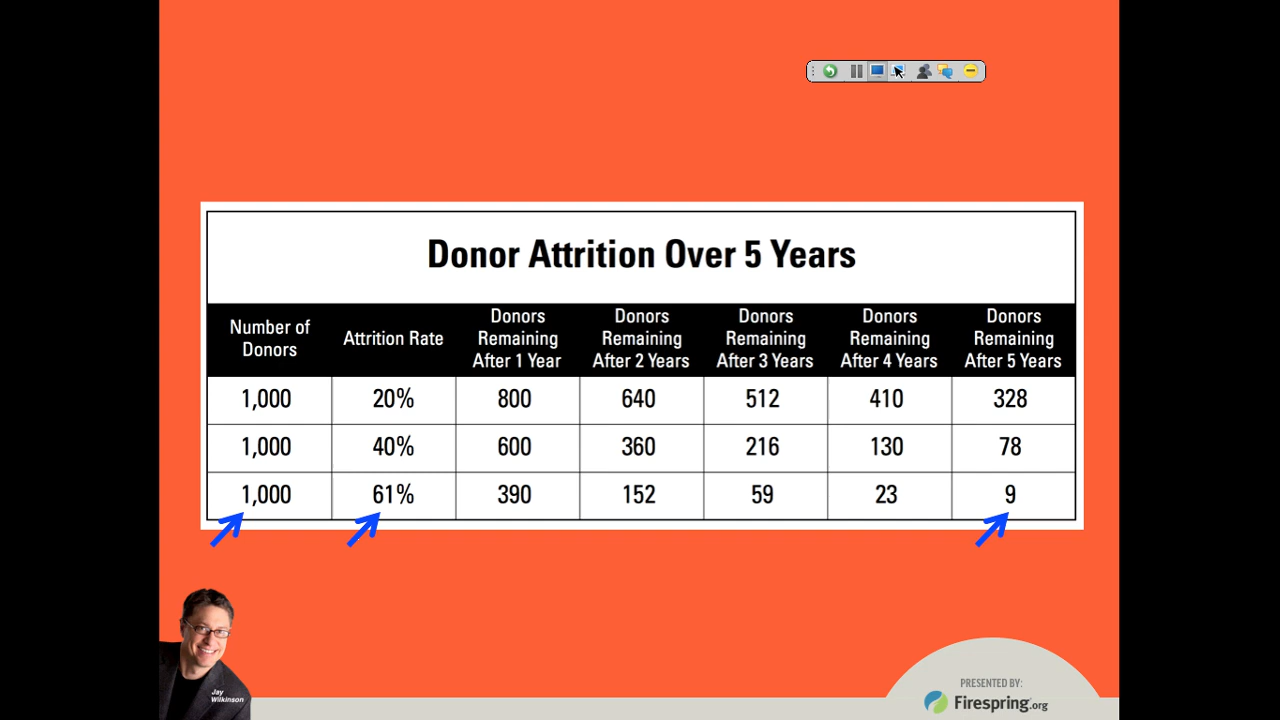 Donor Attrition Over 5 Years
Number of Donors Attrition Rate Donors Remaining After 1 Year Donors Remaining After 2 Years Donors Remaining After 3 Years Donors Remaining After 4 Years Donors Remaining After 5 Years
1,000 20% 800 640 512 410 328
1,000 40% 600 360 216 130 78
1,000 61% 390 152 59 23 9
Jay
Wilkinson
PRESENTED BY:
Firespring.org